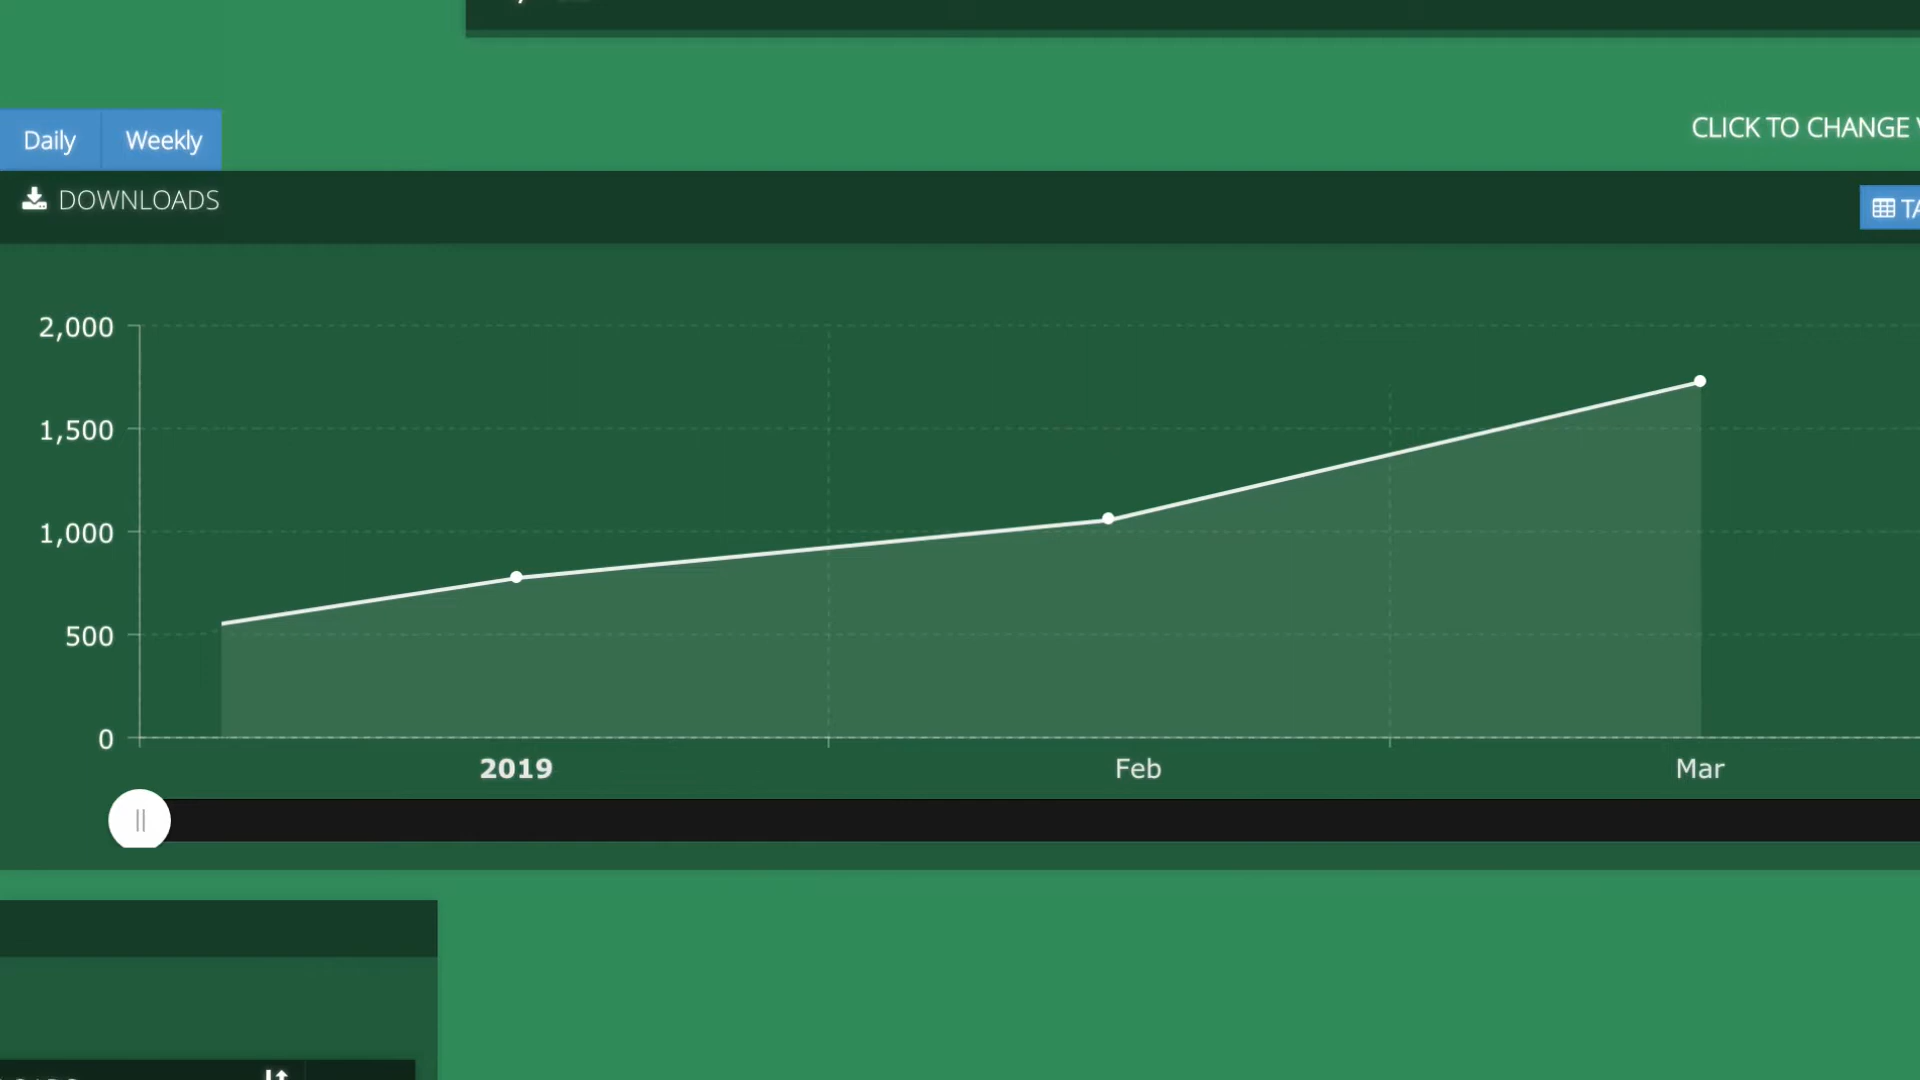 Daily Weekly
CLICK TO CHANGE
DOWNLOADS
2,000
1,500
1,000
500
0
2019 Feb Mar